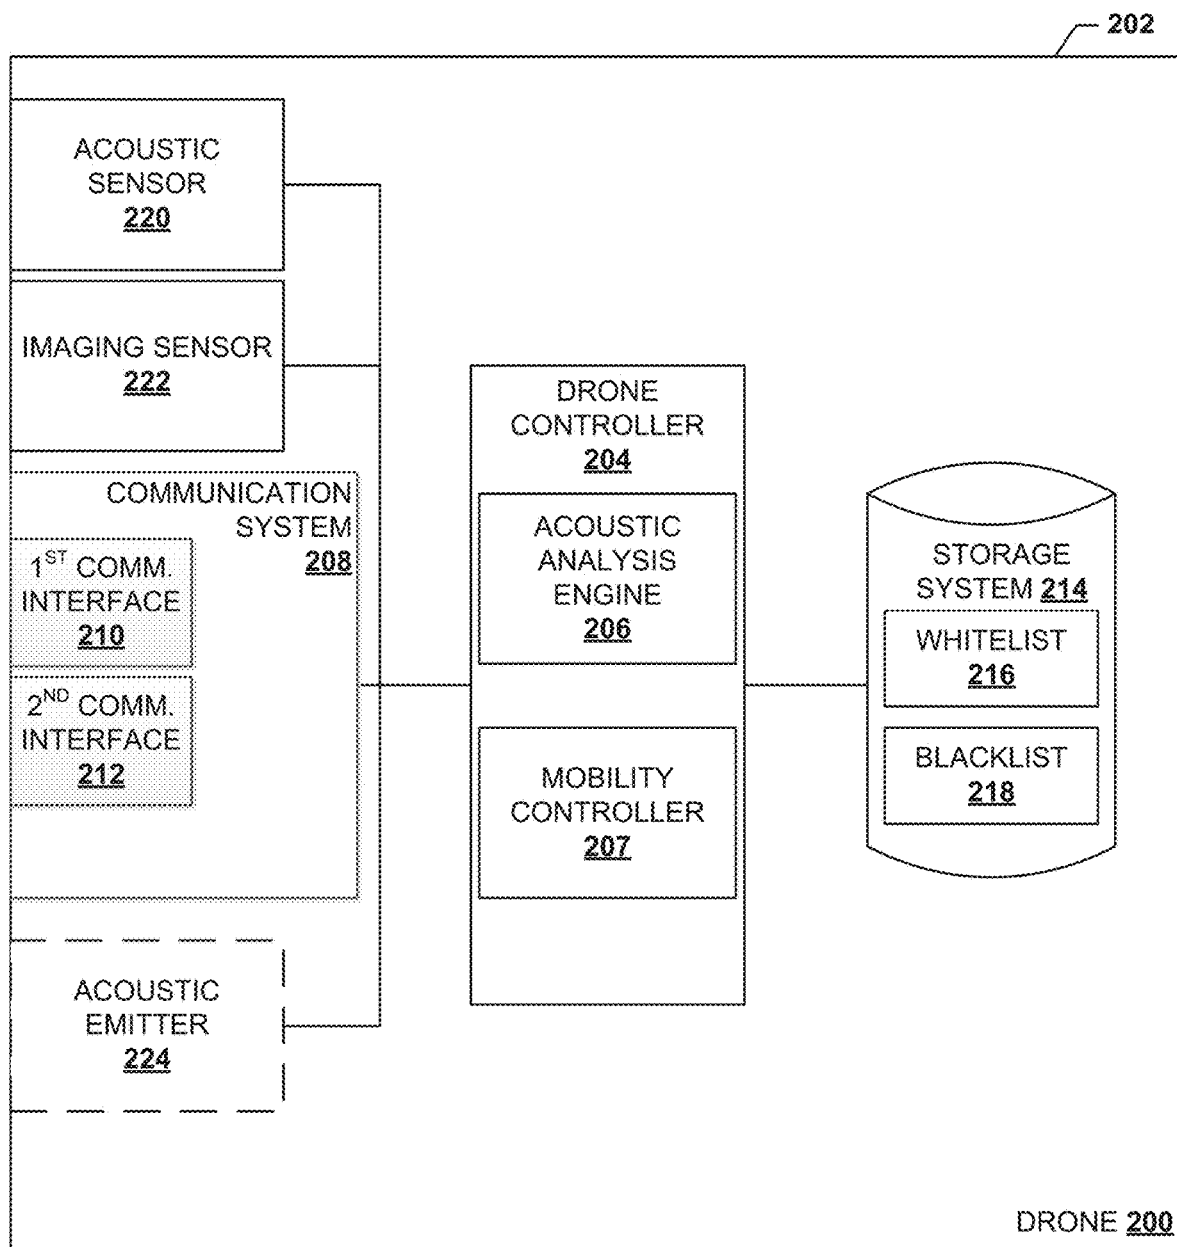 202
ACOUSTIC
SENSOR
220
IMAGING SENSOR
222
COMMUNICATION
SYSTEM
208
1ST COMM.
INTERFACE
210
2ND COMM.
INTERFACE
212
ACOUSTIC
EMITTER
224
DRONE
CONTROLLER
204
ACOUSTIC
ANALYSIS
ENGINE
206
MOBILITY
CONTROLLER
207
STORAGE
SYSTEM 214
WHITELIST
216
BLACKLIST
218
DRONE 200